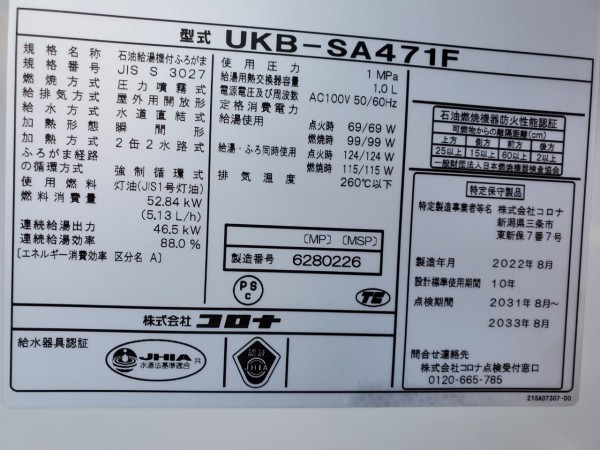 型式 UKB-SA471F
規格名称 石油給湯機付ふろがま
規格番号 JIS S 3027
燃焼方式 圧力噴霧式
給排気方式 屋外用開放形
給水方式 水道直結式
加熱形態 瞬間形
加熱方式 2缶2水路式
ふろがま経路
の循環方式 強制循環式
使用燃料 灯油(JIS1号灯油)
燃料消費量 52.84 kW
(5.13 L/h)
連続給湯出力 46.5 kW
連続給湯効率 88.0 %
[エネルギー消費効率 区分名 A]
使用圧力 1 MPa
給湯用熱交換器容量 1.0 L
電源電圧及び周波数 AC100V 50/60Hz
定格消費電力
給湯使用 点火時 69/69 W
燃焼時 99/99 W
給湯・ふろ同時使用 点火時 124/124 W
燃焼時 115/115 W
排気温度 260℃以下
[MP] [MSP]
製造番号 6280226
PS
C
TE
株式会社 コロナ
給水器具認証
JHIA 共
水道法基準適合
認証
JHIA
石油燃焼機器防火性能認証
可燃物からの離隔距離(cm)
上方 側方 前方 後方
25以上 15以上 60以上 2以上
一般財団法人日本燃焼機器検査協会
特定保守製品
特定製造事業者等名 株式会社コロナ
新潟県三条市
東新保7番7号
製造年月 2022年8月
設計標準使用期間 10年
点検期間 2031年8月~
2033年8月
問合せ連絡先
株式会社コロナ点検受付窓口
0120-665-785
21SA07307-00